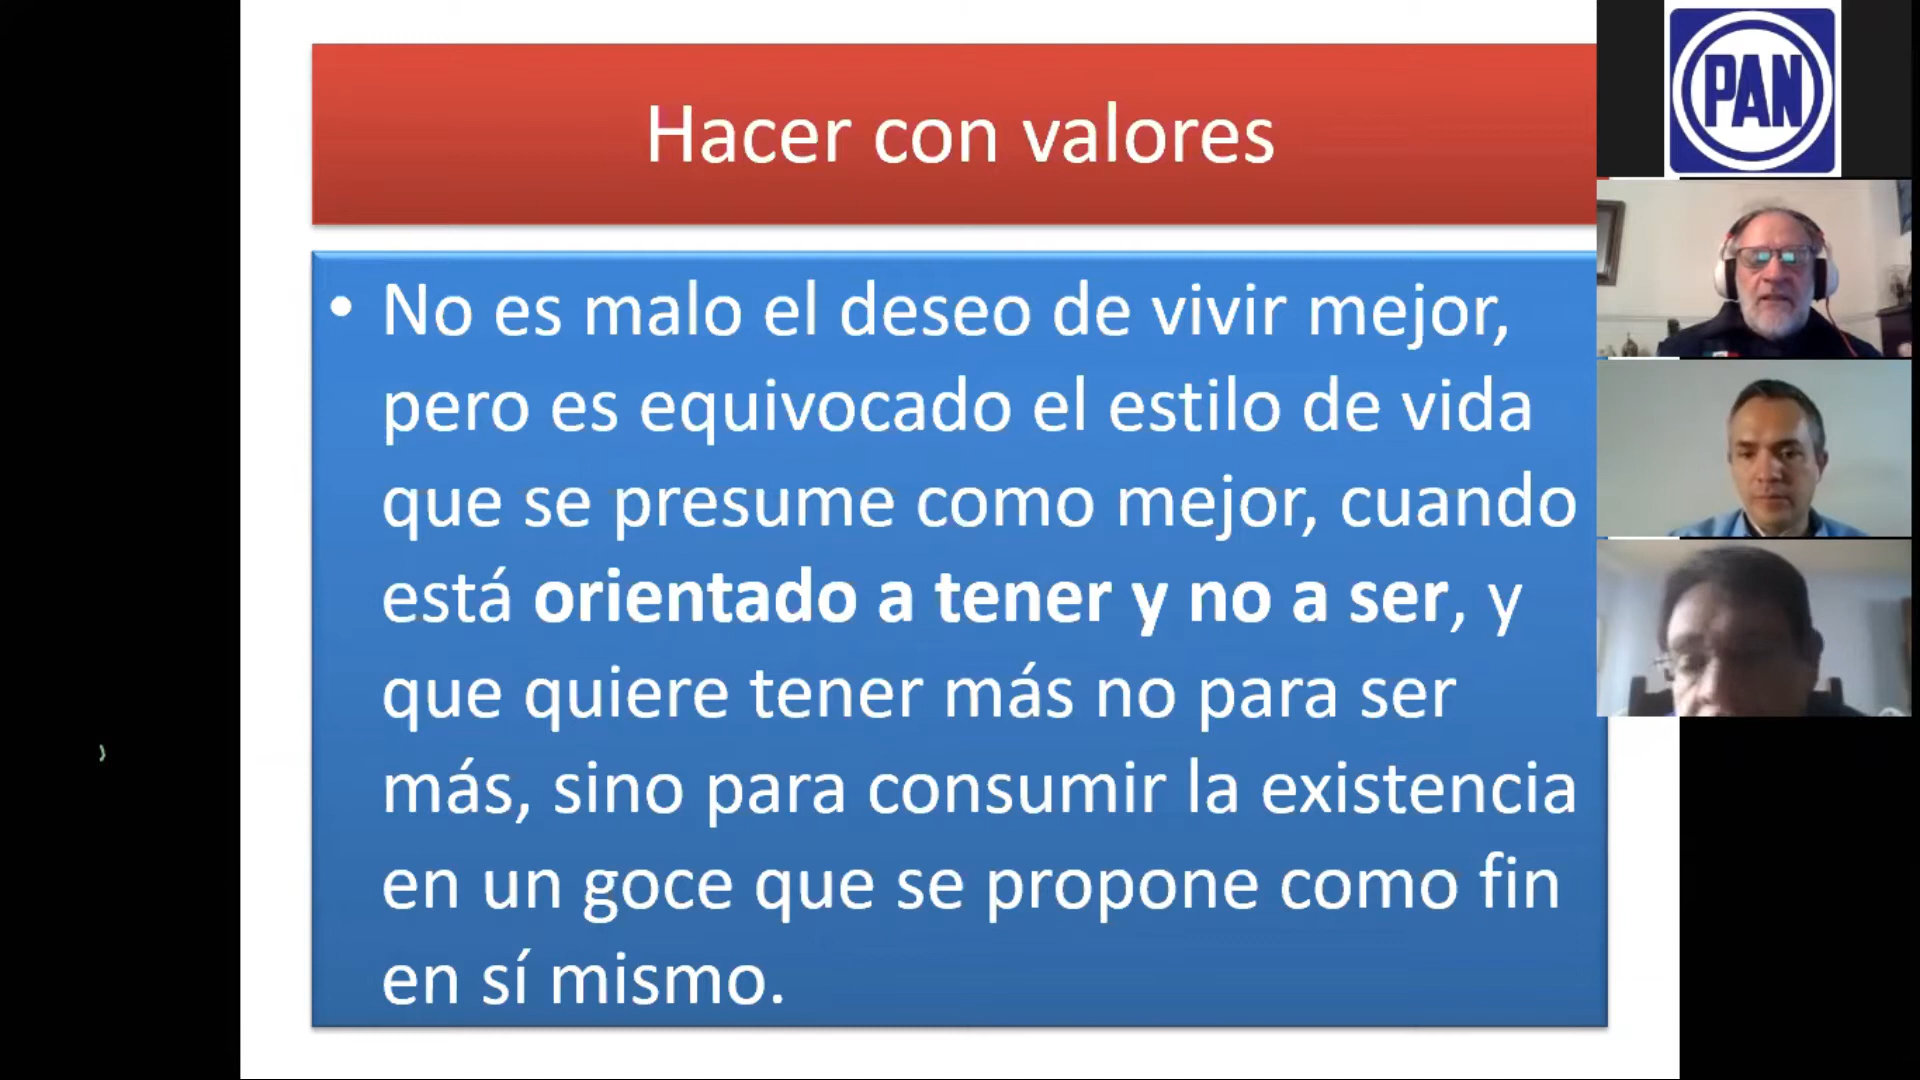 Hacer con valores
PAN
• No es malo el deseo de vivir mejor,
pero es equivocado el estilo de vida
que se presume como mejor, cuando
está orientado a tener y no a ser, y
que quiere tener más no para ser
más, sino para consumir la existencia
en un goce que se propone como fin
en sí mismo.